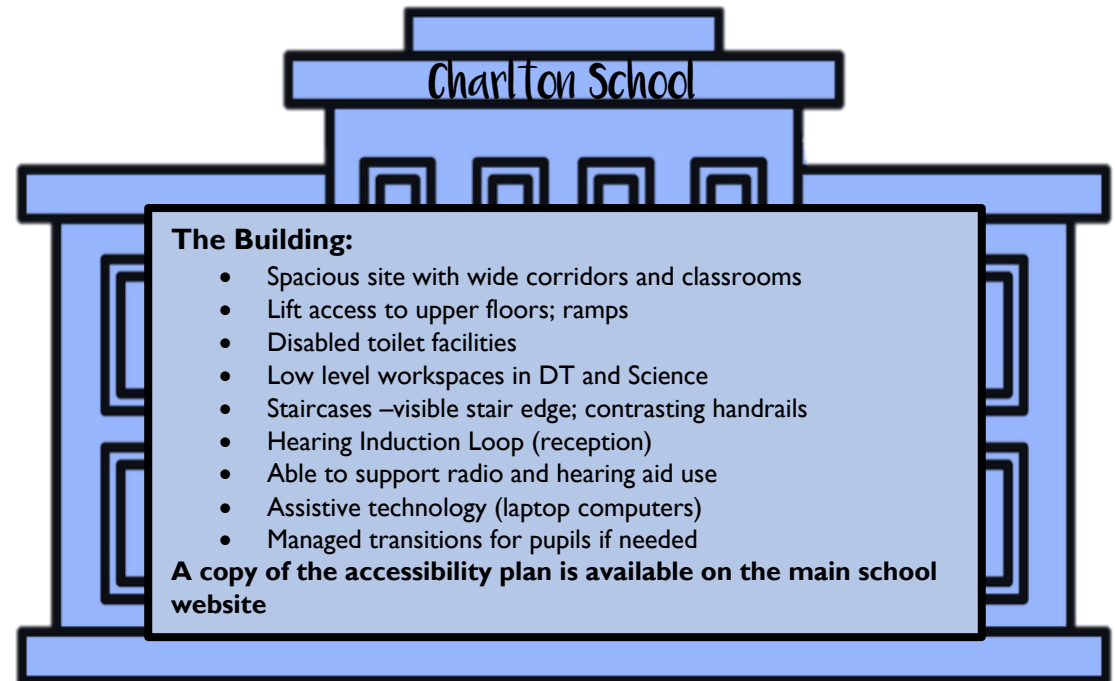 Charlton School
The Building:
• Spacious site with wide corridors and classrooms
• Lift access to upper floors; ramps
• Disabled toilet facilities
• Low level workspaces in DT and Science
• Staircases –visible stair edge; contrasting handrails
• Hearing Induction Loop (reception)
• Able to support radio and hearing aid use
• Assistive technology (laptop computers)
• Managed transitions for pupils if needed
A copy of the accessibility plan is available on the main school
website